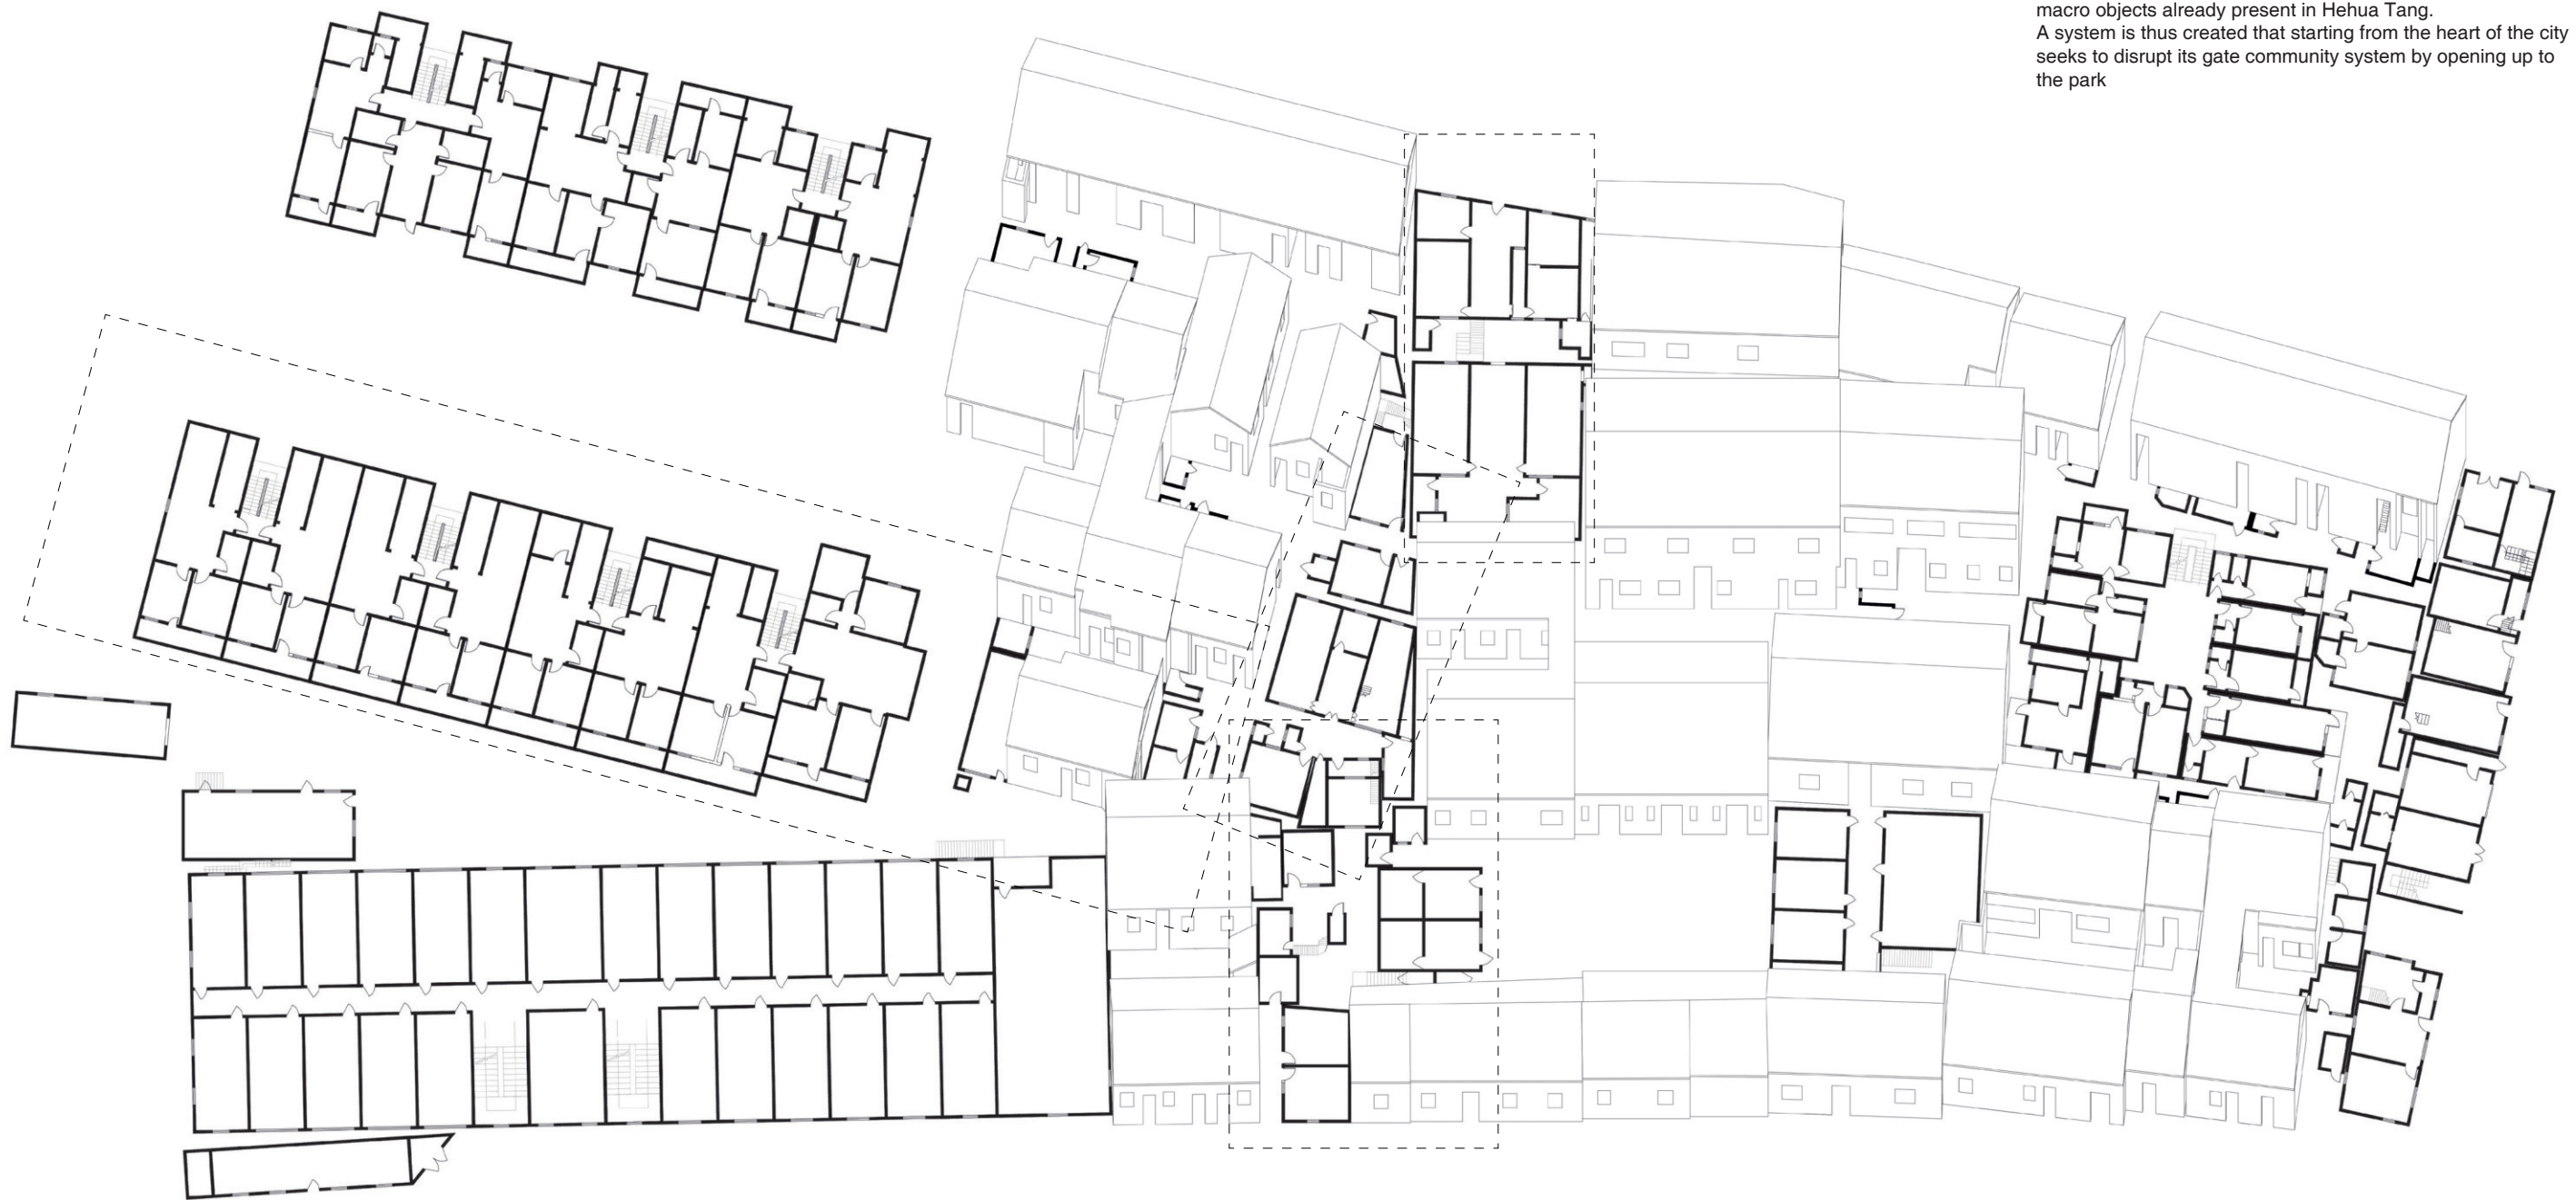 macro objects already present in Hehua Tang.
A system is thus created that starting from the heart of the city
seeks to disrupt its gate community system by opening up to
the park